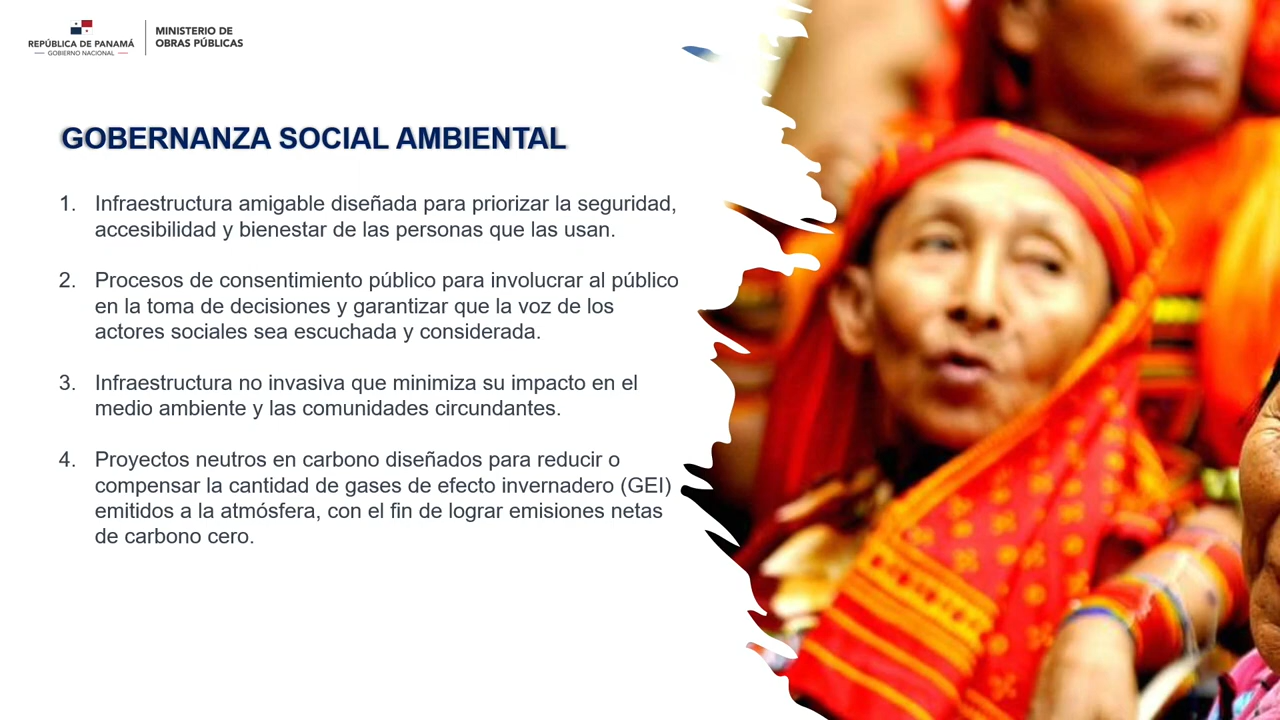 REPÚBLICA DE PANAMÁ
— GOBIERNO NACIONAL —
MINISTERIO DE
OBRAS PÚBLICAS
GOBERNANZA SOCIAL AMBIENTAL
1. Infraestructura amigable diseñada para priorizar la seguridad,
accesibilidad y bienestar de las personas que las usan.
2. Procesos de consentimiento público para involucrar al público
en la toma de decisiones y garantizar que la voz de los
actores sociales sea escuchada y considerada.
3. Infraestructura no invasiva que minimiza su impacto en el
medio ambiente y las comunidades circundantes.
4. Proyectos neutros en carbono diseñados para reducir o
compensar la cantidad de gases de efecto invernadero (GEI)
emitidos a la atmósfera, con el fin de lograr emisiones netas
de carbono cero.